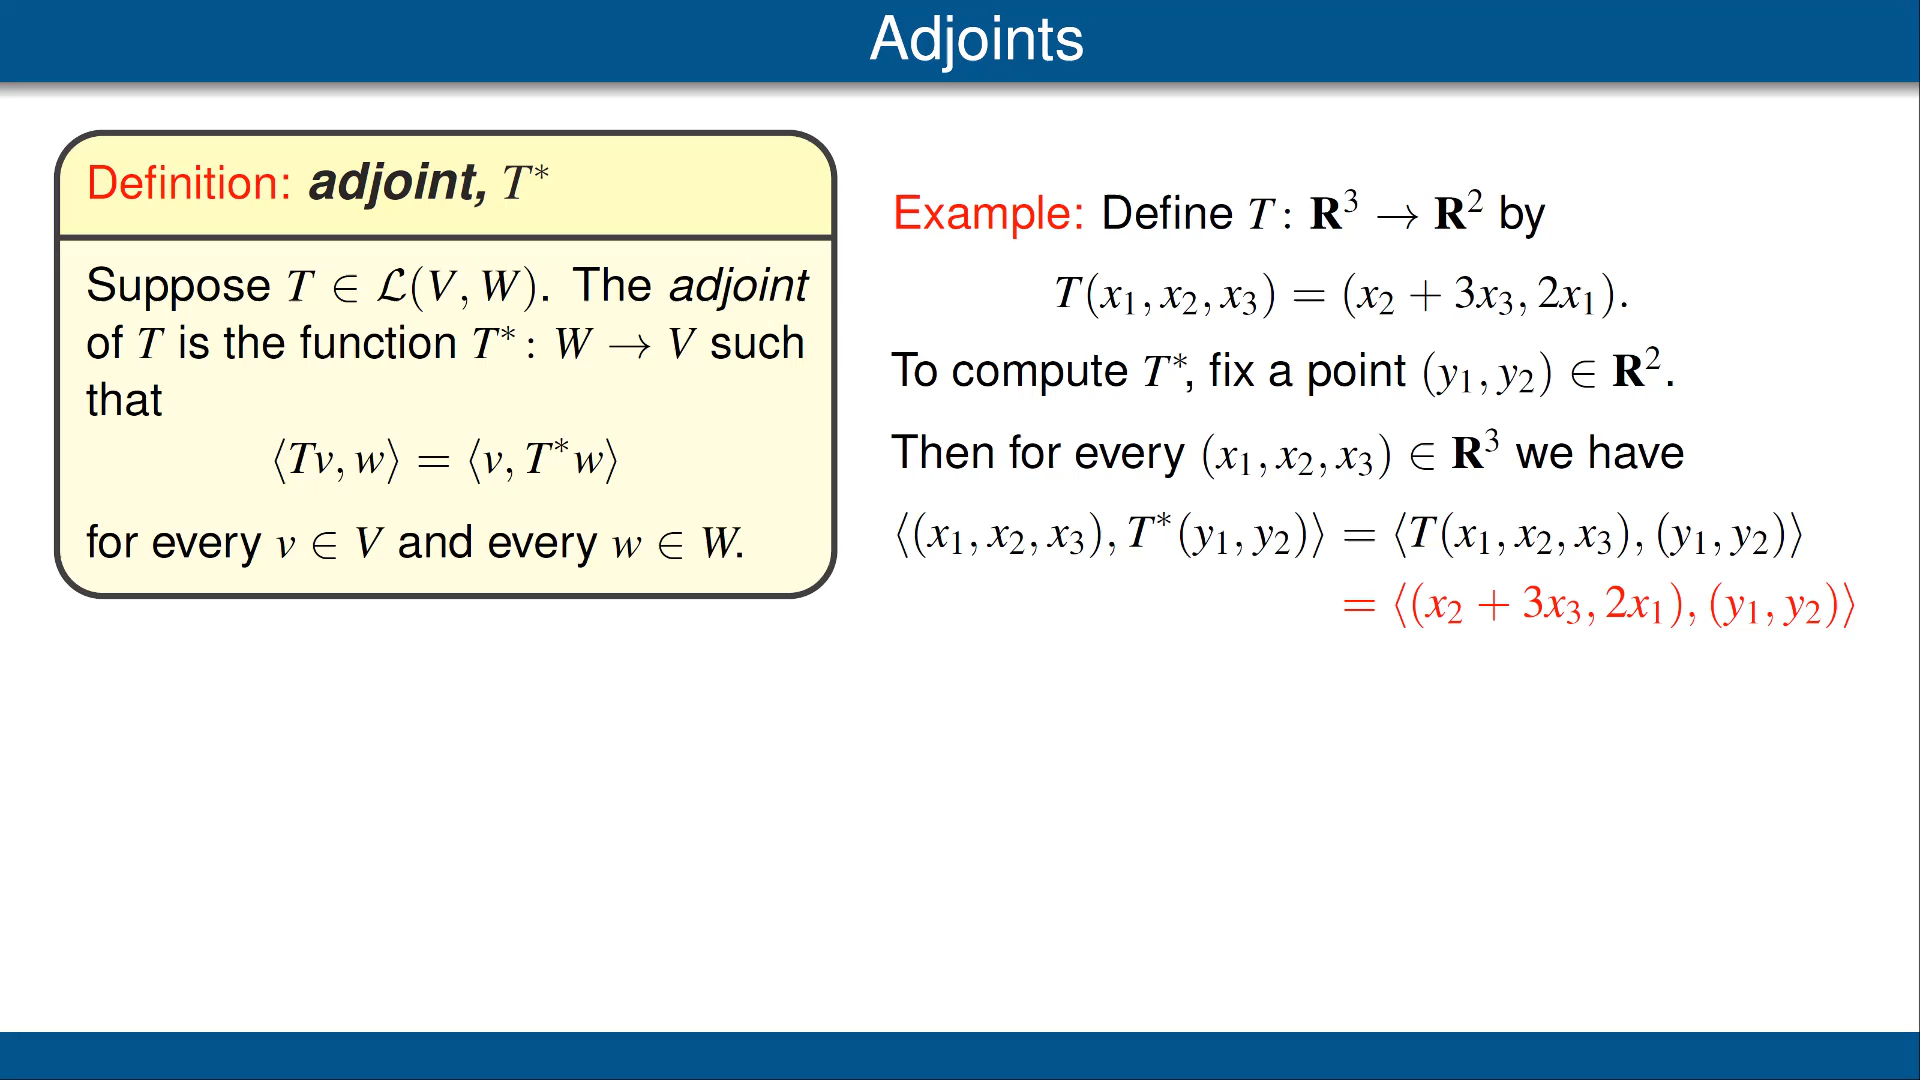 Adjoints
Definition: adjoint, T*
Suppose T ∈ ℒ(V, W). The adjoint
of T is the function T* : W → V such
that
⟨Tv, w⟩ = ⟨v, T*w⟩
for every v ∈ V and every w ∈ W.
Example: Define T : R³ → R² by
T(x₁, x₂, x₃) = (x₂ + 3x₃, 2x₁).
To compute T*, fix a point (y₁, y₂) ∈ R².
Then for every (x₁, x₂, x₃) ∈ R³ we have
⟨(x₁, x₂, x₃), T*(y₁, y₂)⟩ = ⟨T(x₁, x₂, x₃), (y₁, y₂)⟩
= ⟨(x₂ + 3x₃, 2x₁), (y₁, y₂)⟩